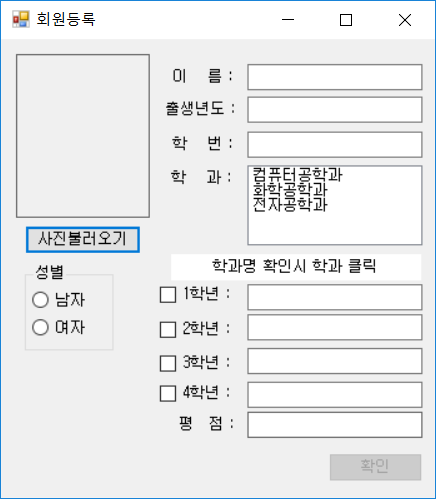 회원등록
이 름 :
출생년도 :
학 번 :
학 과 :
컴퓨터공학과
화학공학과
전자공학과
사진불러오기
학과명 확인시 학과 클릭
성별
남자
여자
1학년 :
2학년 :
3학년 :
4학년 :
평 점 :
확인